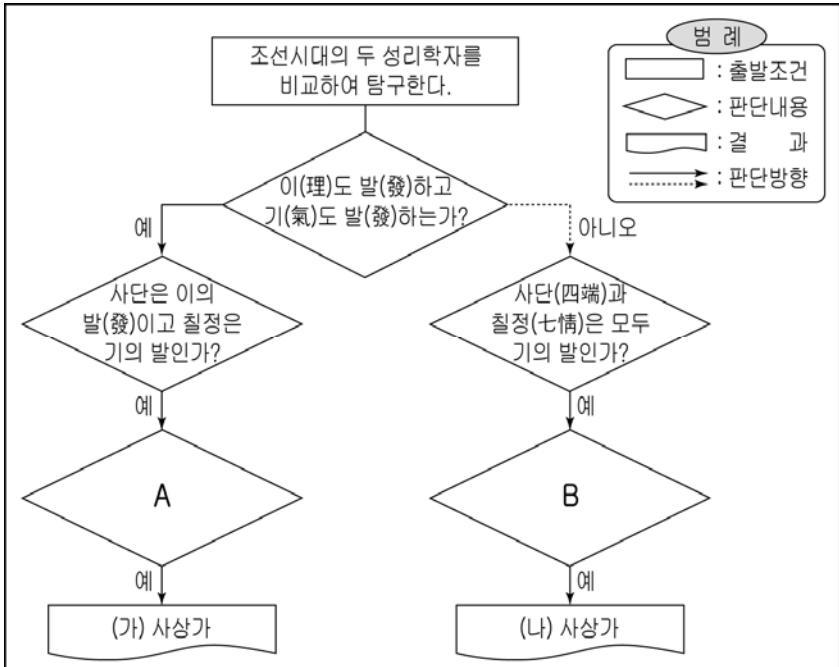 조선시대의 두 성리학자를
비교하여 탐구한다.
범 례
: 출발조건
: 판단내용
: 결 과
: 판단방향
이(理)도 발(發)하고
기(氣)도 발(發)하는가?
예
아니오
사단은 이의
발(發)이고 칠정은
기의 발인가?
사단(四端)과
칠정(七情)은 모두
기의 발인가?
예
예
A
B
예
예
(가) 사상가
(나) 사상가